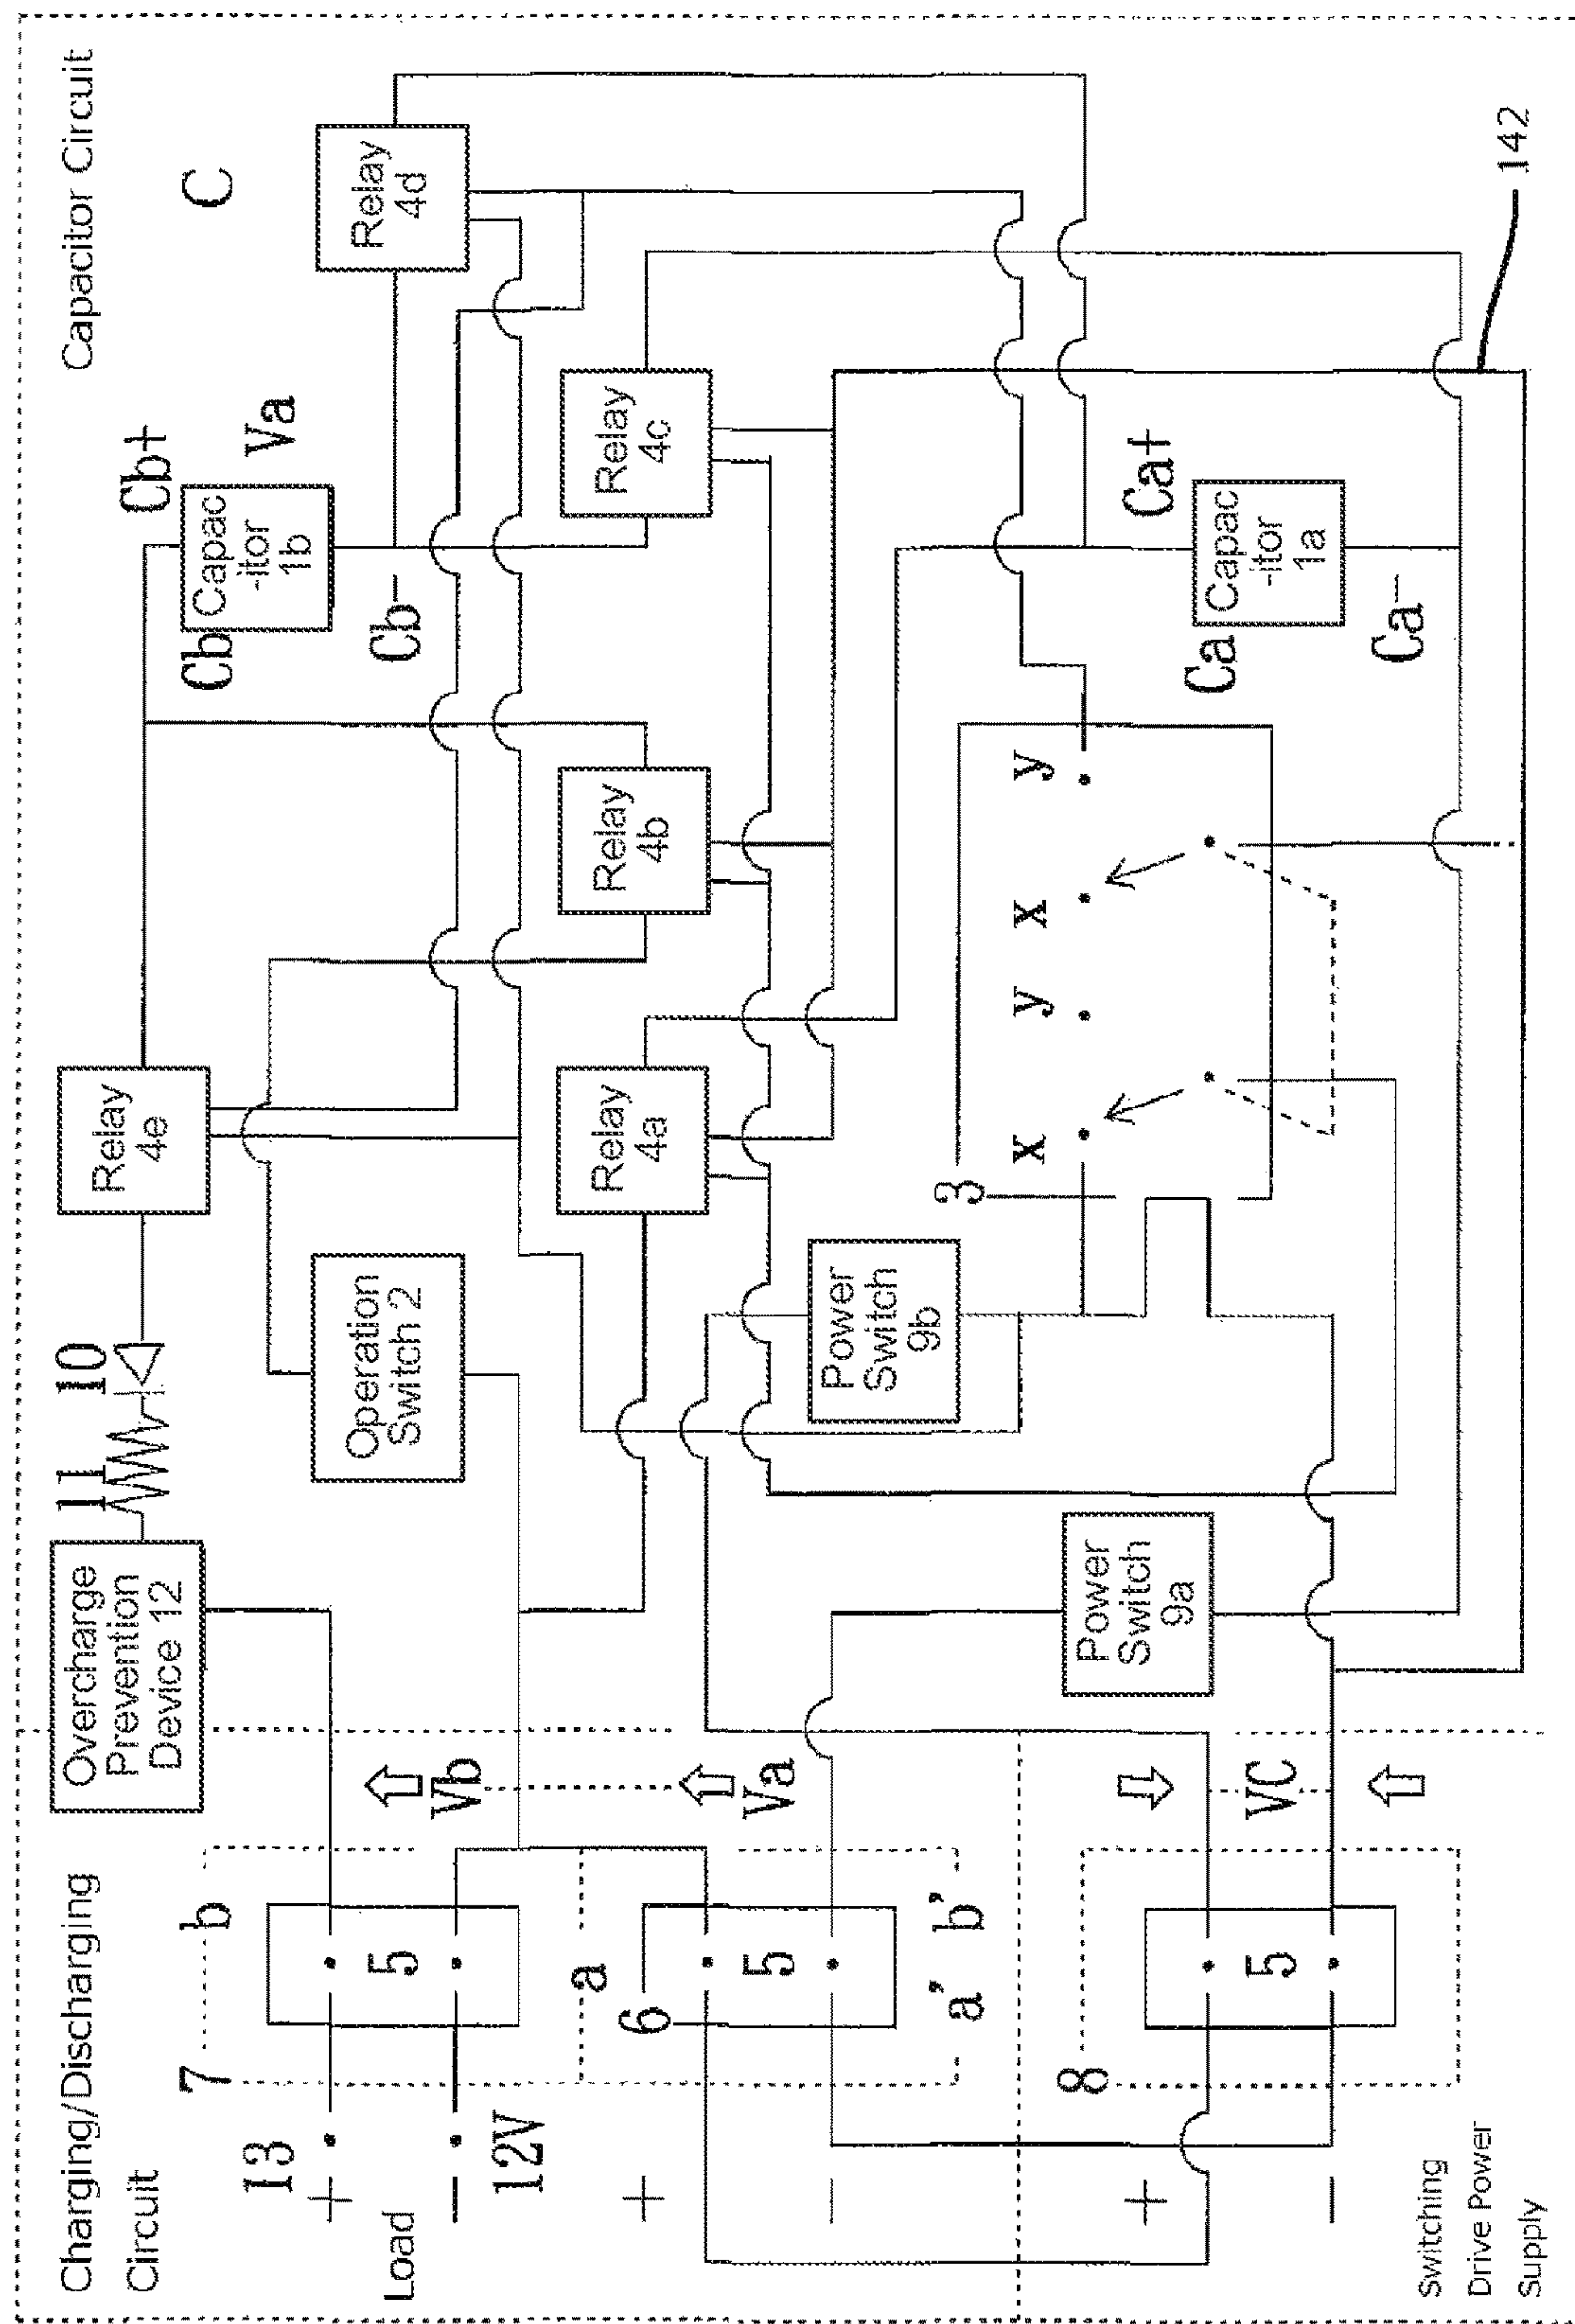 Charging/Discharging
Circuit
Capacitor Circuit
Overcharge
Prevention
Device 12
11
10
Relay
4e
Cb+
Capac
-itor
1b
Cb
Va
Cb-
C
Relay
4d
7
b
13
+
5
Vb
Load
-
12V
Operation
Switch 2
a
6
+
5
Va
-
a'
b'
Relay
4a
Relay
4b
Relay
4c
Power
Switch
9b
3
x
y
x
y
Power
Switch
9a
Ca+
Capac
-itor
1a
Ca
Ca-
8
+
5
VC
-
142
Switching
Drive Power
Supply